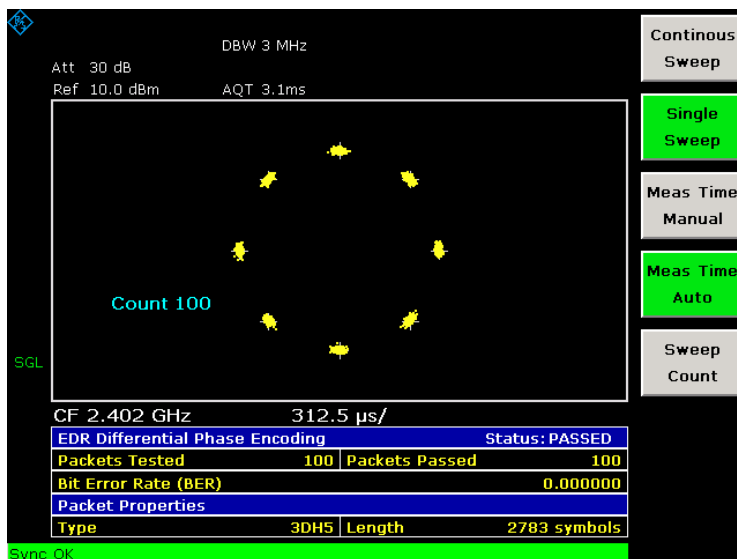 DBW 3 MHz
Att 30 dB
Ref 10.0 dBm AQT 3.1ms
Count 100
SGL
CF 2.402 GHz 312.5 µs/
EDR Differential Phase Encoding Status: PASSED
Packets Tested 100 Packets Passed 100
Bit Error Rate (BER) 0.000000
Packet Properties
Type 3DH5 Length 2783 symbols
Sync OK
Continous
Sweep
Single
Sweep
Meas Time
Manual
Meas Time
Auto
Sweep
Count